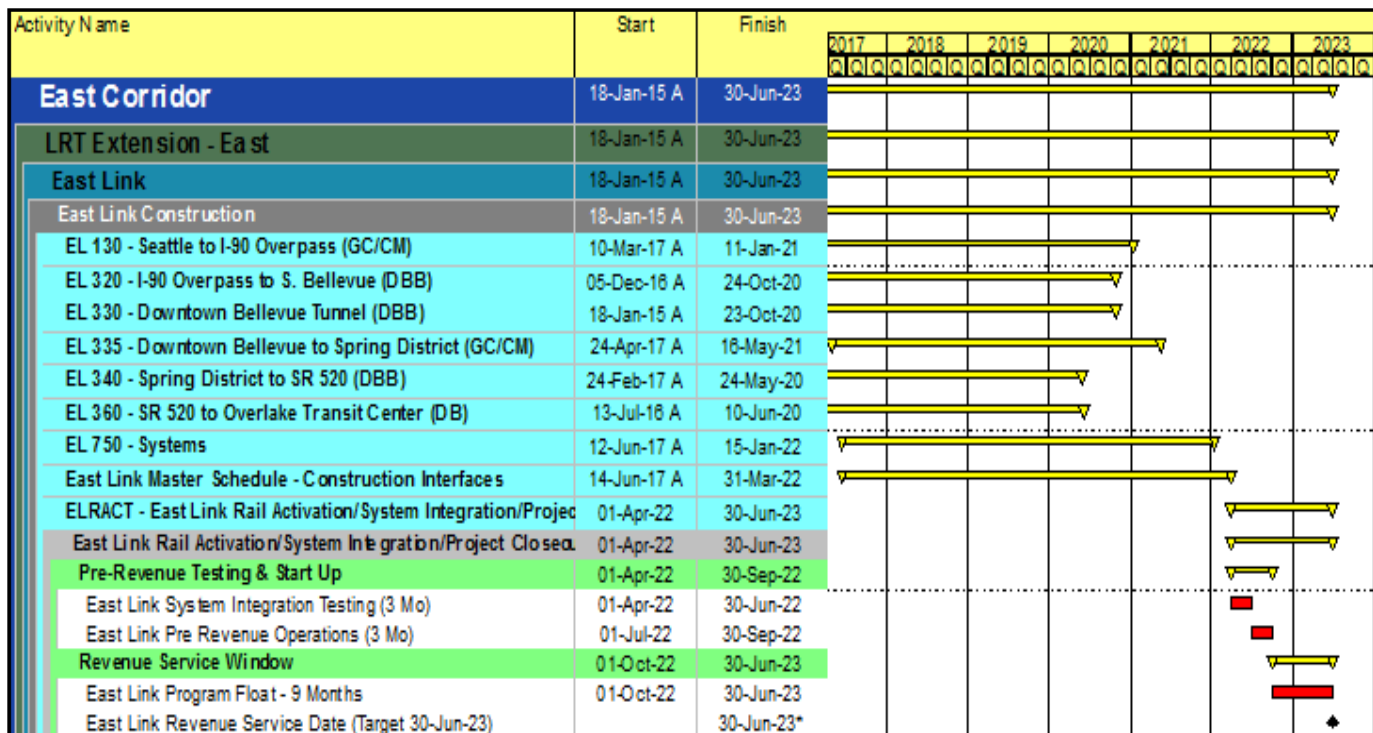 Activity Name Start Finish
2017 2018 2019 2020 2021 2022 2023
Q Q Q Q Q Q Q Q Q Q Q Q Q Q Q Q Q Q Q Q Q Q Q Q Q Q Q
East Corridor 18-Jan-15 A 30-Jun-23
LRT Extension - East 18-Jan-15 A 30-Jun-23
East Link 18-Jan-15 A 30-Jun-23
East Link Construction 18-Jan-15 A 30-Jun-23
EL 130 - Seattle to I-90 Overpass (GC/CM) 10-Mar-17 A 11-Jan-21
EL 320 - I-90 Overpass to S. Bellevue (DBB) 05-Dec-16 A 24-Oct-20
EL 330 - Downtown Bellevue Tunnel (DBB) 18-Jan-15 A 23-Oct-20
EL 335 - Downtown Bellevue to Spring District (GC/CM) 24-Apr-17 A 16-May-21
EL 340 - Spring District to SR 520 (DBB) 24-Feb-17 A 24-May-20
EL 360 - SR 520 to Overlake Transit Center (DB) 13-Jul-16 A 10-Jun-20
EL 750 - Systems 12-Jun-17 A 15-Jan-22
East Link Master Schedule - Construction Interfaces 14-Jun-17 A 31-Mar-22
ELRACT - East Link Rail Activation/System Integration/Projec 01-Apr-22 30-Jun-23
East Link Rail Activation/System Integration/Project Closeou 01-Apr-22 30-Jun-23
Pre-Revenue Testing & Start Up 01-Apr-22 30-Sep-22
East Link System Integration Testing (3 Mo) 01-Apr-22 30-Jun-22
East Link Pre Revenue Operations (3 Mo) 01-Jul-22 30-Sep-22
Revenue Service Window 01-Oct-22 30-Jun-23
East Link Program Float - 9 Months 01-Oct-22 30-Jun-23
East Link Revenue Service Date (Target 30-Jun-23) 30-Jun-23*